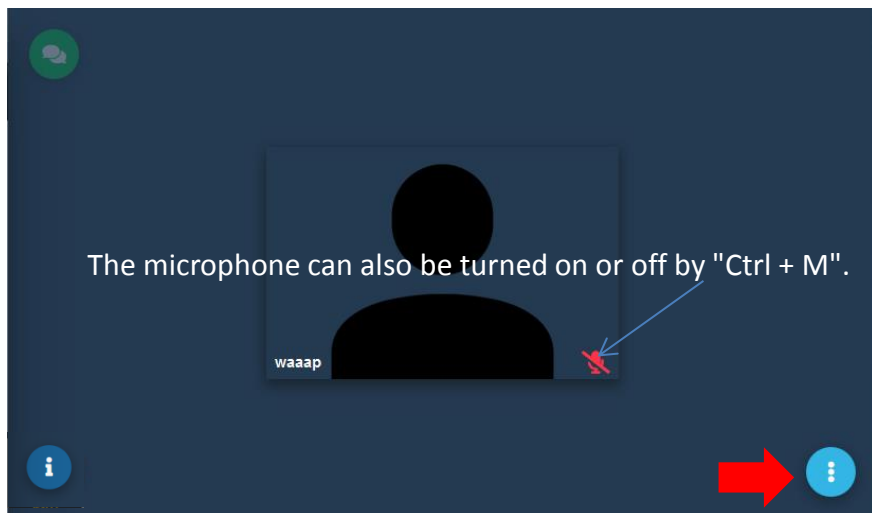 The microphone can also be turned on or off by "Ctrl + M".
waaap